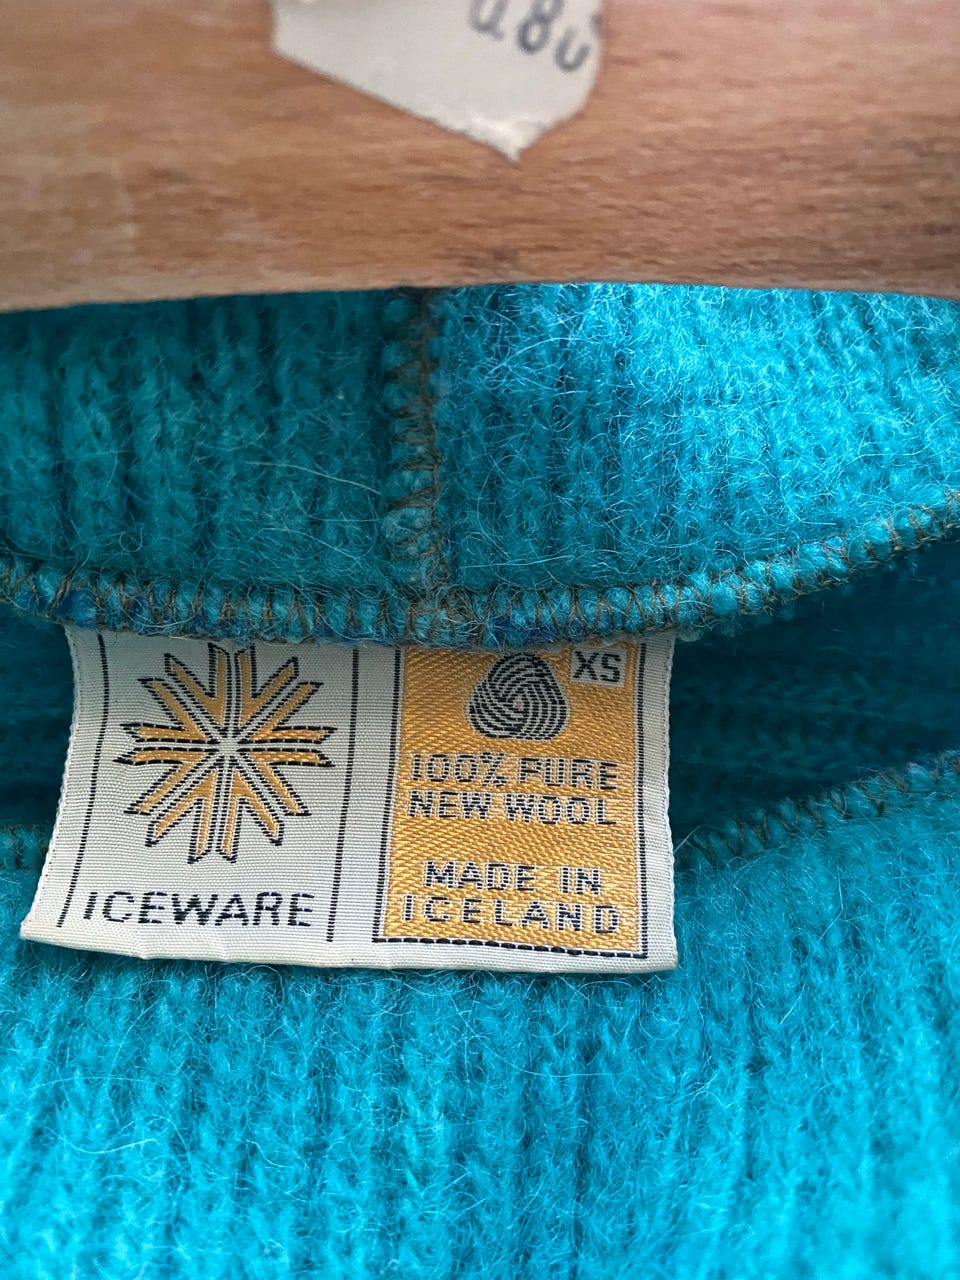 XS
ICEWARE
100% PURE
NEW WOOL
MADE IN
ICELAND